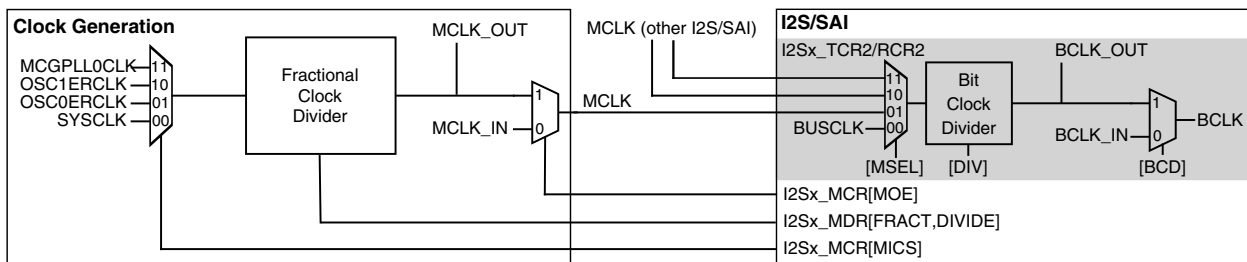 Clock Generation
MCGPLL0CLK
OSC1ERCLK
OSC0ERCLK
SYSCLK
11
10
01
00
Fractional
Clock
Divider
MCLK_OUT
MCLK_IN
1
0
MCLK
MCLK (other I2S/SAI)
I2S/SAI
I2Sx_TCR2/RCR2
11
10
01
00
BUSCLK
[MSEL]
Bit
Clock
Divider
[DIV]
BCLK_OUT
BCLK_IN
1
0
BCLK
[BCD]
I2Sx_MCR[MOE]
I2Sx_MDR[FRACT,DIVIDE]
I2Sx_MCR[MICS]